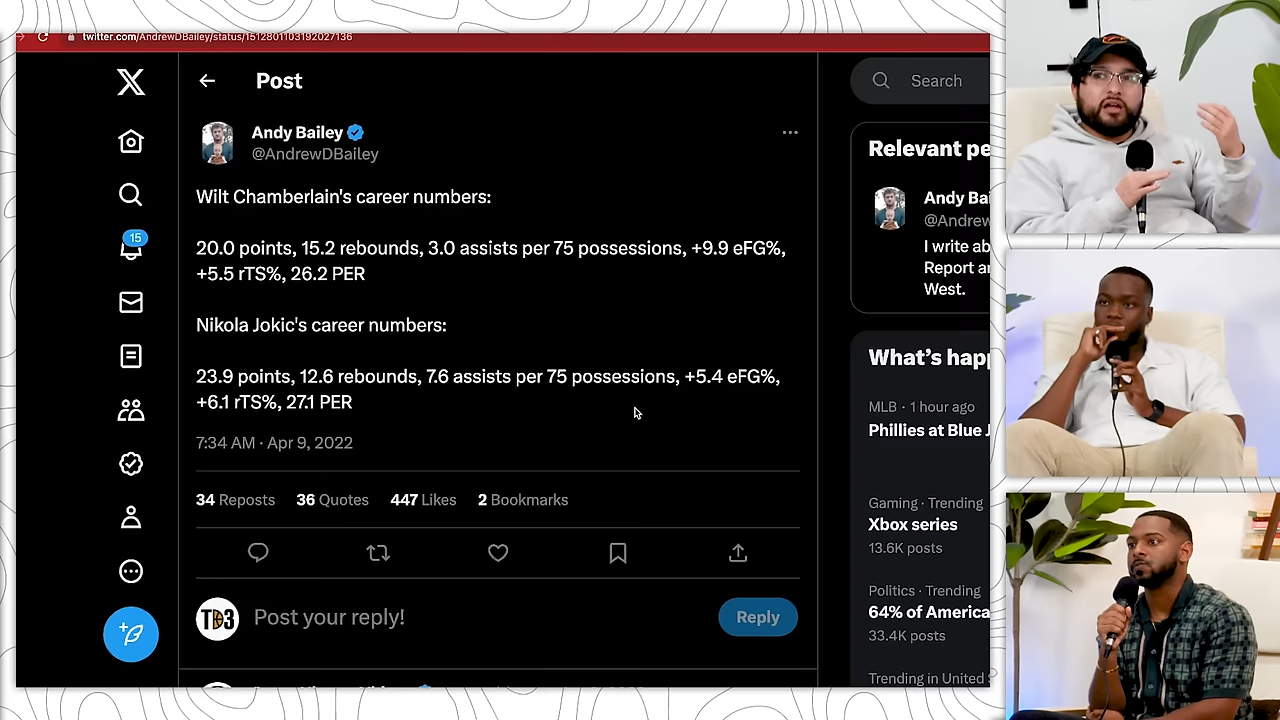 twitter.com/AndrewDBailey/status/1512801103192027136
Post
Search
Andy Bailey
@AndrewDBailey
Wilt Chamberlain's career numbers:
20.0 points, 15.2 rebounds, 3.0 assists per 75 possessions, +9.9 eFG%,
+5.5 rTS%, 26.2 PER
Nikola Jokic's career numbers:
23.9 points, 12.6 rebounds, 7.6 assists per 75 possessions, +5.4 eFG%,
+6.1 rTS%, 27.1 PER
7:34 AM · Apr 9, 2022
34 Reposts 36 Quotes 447 Likes 2 Bookmarks
TD3
Post your reply!
Reply
15
Relevant pe
Andy Bai
@Andrew
I write ab
Report ar
West.
What's happ
MLB · 1 hour ago
Phillies at Blue J
Gaming · Trending
Xbox series
13.6K posts
Politics · Trending
64% of America
33.4K posts
Trending in United